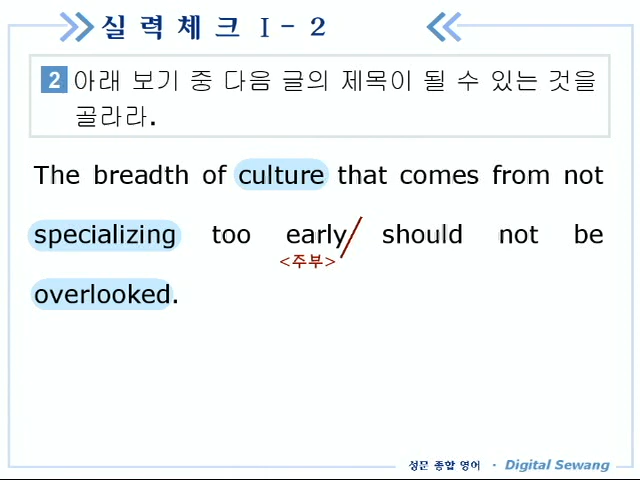 실력체크 I - 2
2 아래 보기 중 다음 글의 제목이 될 수 있는 것을
골라라.
The breadth of culture that comes from not
specializing too early/ should not be
<주부>
overlooked.
성문 종합 영어 · Digital Sewang